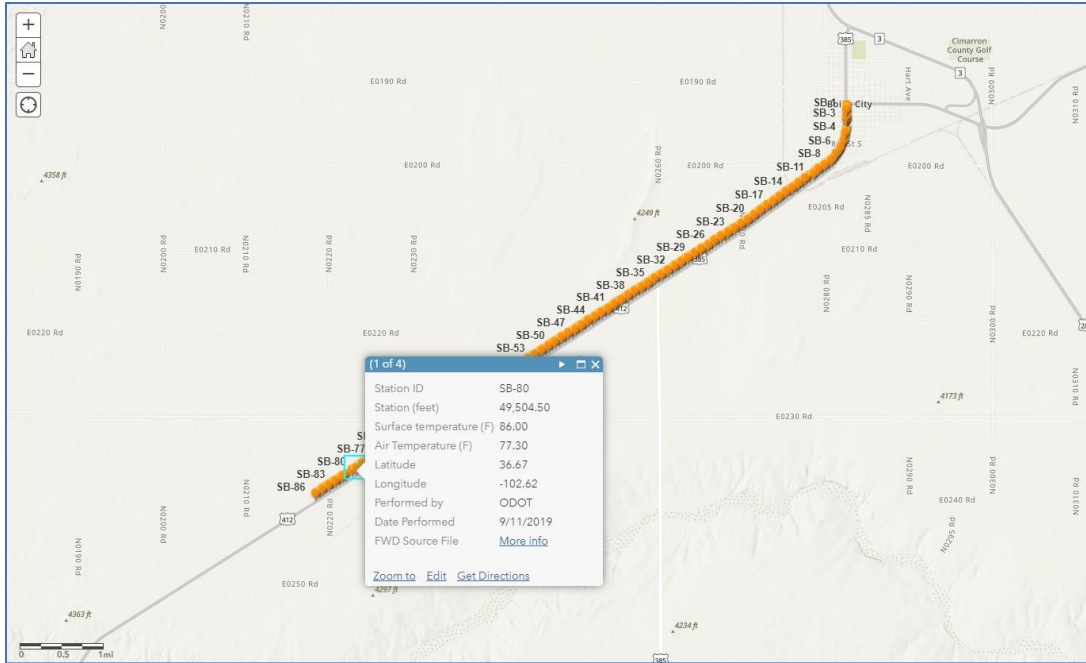 +
−
N0200 Rd
N0210 Rd
385
3
Cimarron
County Golf
Course
3
E0190 Rd
E0190 Rd
Hart Ave
N0300 Rd
N0310 Rd
SB-1
Boise City
SB-3
SB-4
SB-6
SB-8
SB-11
SB-14
SB-17
SB-20
SB-23
SB-26
SB-29
SB-32
SB-35
SB-38
SB-41
SB-44
SB-47
SB-50
SB-53
E0200 Rd
E0200 Rd
E0200 Rd
N0260 Rd
4358 ft
4249 ft
E0205 Rd
N0285 Rd
E0210 Rd
E0210 Rd
N0190 Rd
N0200 Rd
N0210 Rd
N0220 Rd
N0230 Rd
385
412
N0280 Rd
N0290 Rd
N0300 Rd
E0220 Rd
E0220 Rd
N0310 Rd
4173 ft
E0230 Rd
(1 of 4)
Station ID SB-80
Station (feet) 49,504.50
Surface temperature (F) 86.00
Air Temperature (F) 77.30
Latitude 36.67
Longitude -102.62
Performed by ODOT
Date Performed 9/11/2019
FWD Source File More info
Zoom to Edit Get Directions
SB-77
SB-80
SB-83
SB-86
N0210 Rd
N0200 Rd
N0220 Rd
412
N0190 Rd
N0290 Rd
N0300 Rd
E0240 Rd
N0295 Rd
N0310 Rd
E0250 Rd
4297 ft
4363 ft
4234 ft
385
0 0.5 1mi